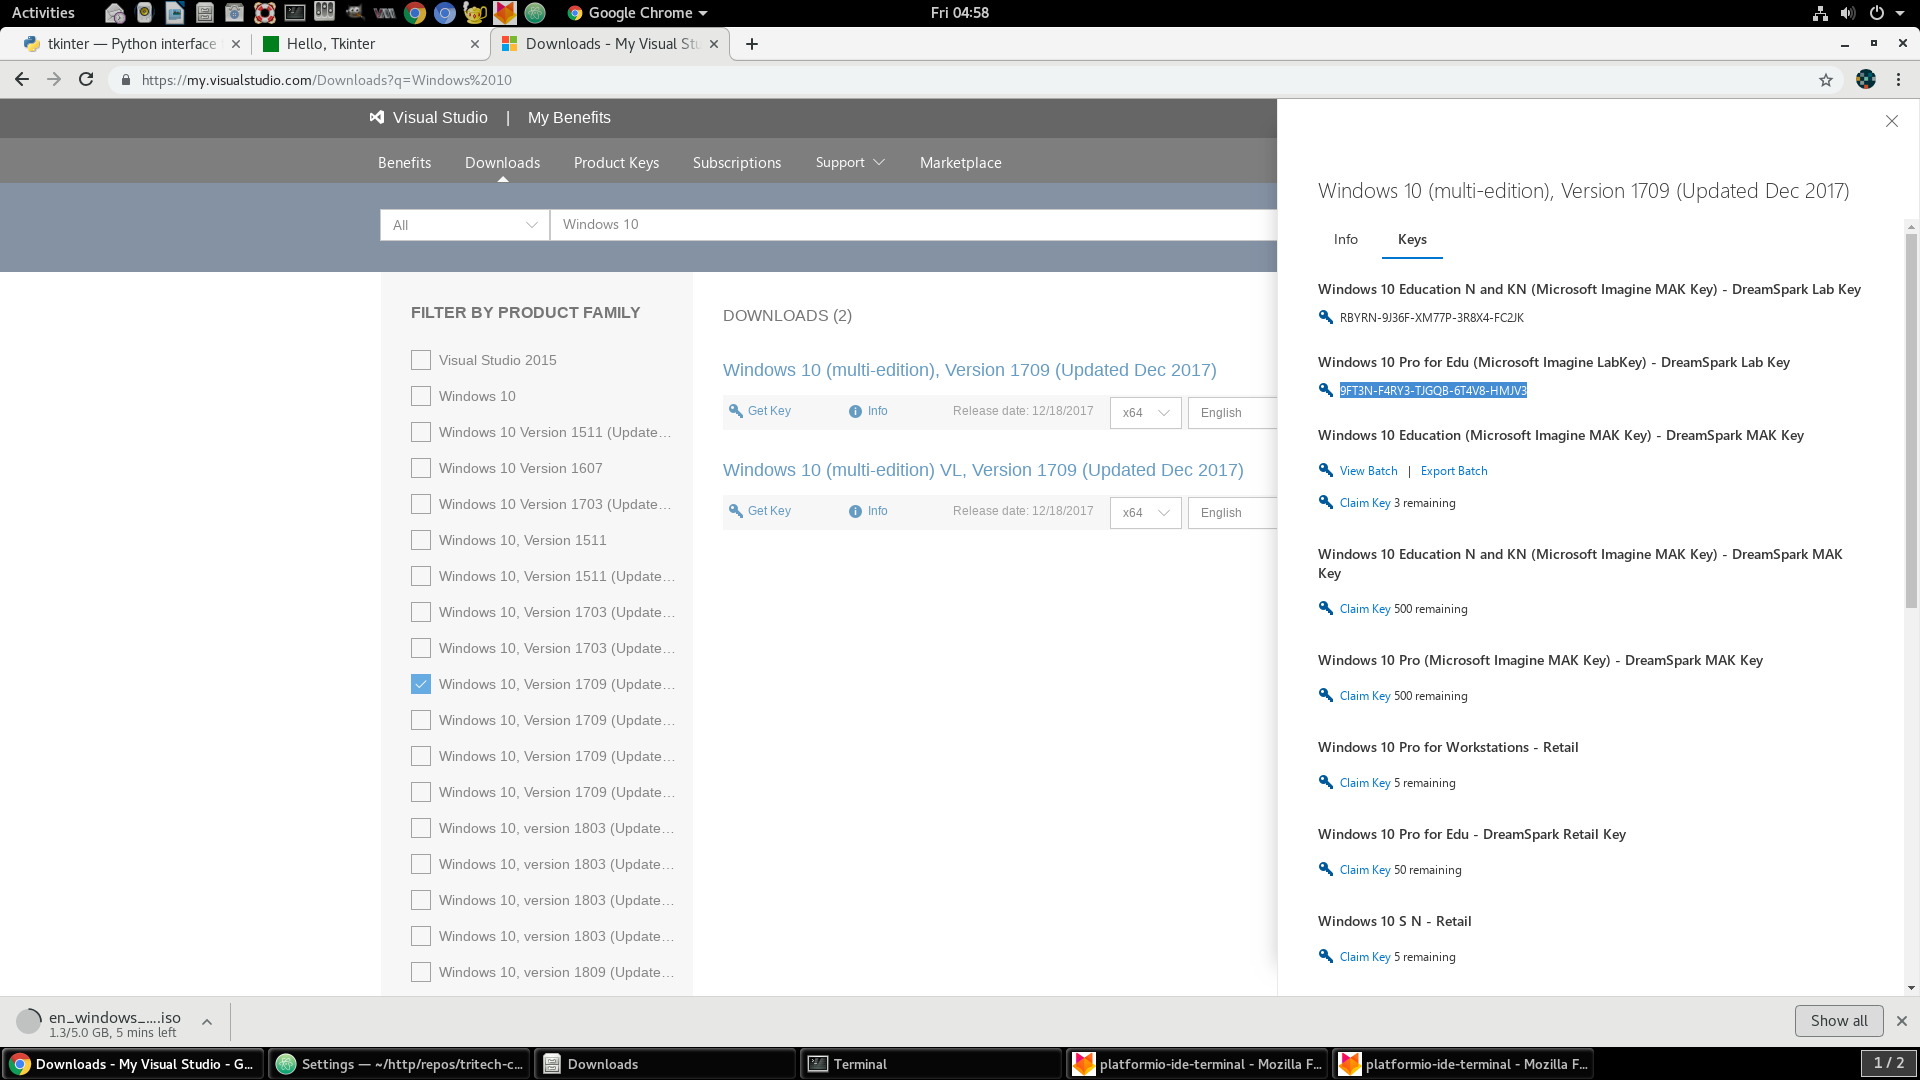 Activities
Google Chrome
Fri 04:58
tkinter — Python interface
Hello, Tkinter
Downloads - My Visual Stu
https://my.visualstudio.com/Downloads?q=Windows%2010
Visual Studio | My Benefits
Benefits
Downloads
Product Keys
Subscriptions
Support
Marketplace
All
Windows 10
FILTER BY PRODUCT FAMILY
Visual Studio 2015
Windows 10
Windows 10 Version 1511 (Update…
Windows 10 Version 1607
Windows 10 Version 1703 (Update…
Windows 10, Version 1511
Windows 10, Version 1511 (Update…
Windows 10, Version 1703 (Update…
Windows 10, Version 1703 (Update…
Windows 10, Version 1709 (Update…
Windows 10, Version 1709 (Update…
Windows 10, Version 1709 (Update…
Windows 10, Version 1709 (Update…
Windows 10, version 1803 (Update…
Windows 10, version 1803 (Update…
Windows 10, version 1803 (Update…
Windows 10, version 1803 (Update…
Windows 10, version 1809 (Update…
DOWNLOADS (2)
Windows 10 (multi-edition), Version 1709 (Updated Dec 2017)
Get Key Info Release date: 12/18/2017 x64 English
Windows 10 (multi-edition) VL, Version 1709 (Updated Dec 2017)
Get Key Info Release date: 12/18/2017 x64 English
Windows 10 (multi-edition), Version 1709 (Updated Dec 2017)
Info Keys
Windows 10 Education N and KN (Microsoft Imagine MAK Key) - DreamSpark Lab Key
RBYRN-9J36F-XM77P-3R8X4-FC2JK
Windows 10 Pro for Edu (Microsoft Imagine LabKey) - DreamSpark Lab Key
9FT3N-F4RY3-TJGQB-6T4V8-HMJV3
Windows 10 Education (Microsoft Imagine MAK Key) - DreamSpark MAK Key
View Batch | Export Batch
Claim Key 3 remaining
Windows 10 Education N and KN (Microsoft Imagine MAK Key) - DreamSpark MAK
Key
Claim Key 500 remaining
Windows 10 Pro (Microsoft Imagine MAK Key) - DreamSpark MAK Key
Claim Key 500 remaining
Windows 10 Pro for Workstations - Retail
Claim Key 5 remaining
Windows 10 Pro for Edu - DreamSpark Retail Key
Claim Key 50 remaining
Windows 10 S N - Retail
Claim Key 5 remaining
en_windows_….iso
1.3/5.0 GB, 5 mins left
Show all
Downloads - My Visual Studio - G…
Settings — ~/http/repos/tritech-c…
Downloads
Terminal
platformio-ide-terminal - Mozilla F…
platformio-ide-terminal - Mozilla F…
1 / 2